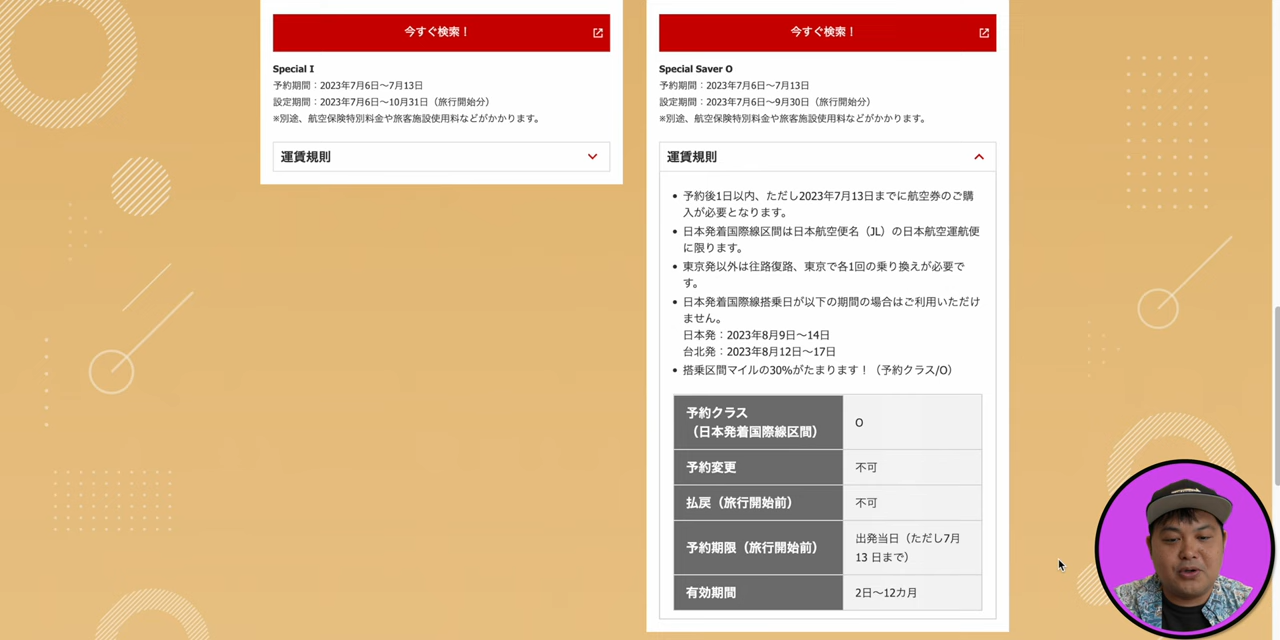 今すぐ検索！
Special I
予約期間：2023年7月6日～7月13日
設定期間：2023年7月6日～10月31日（旅行開始分）
※別途、航空保険特別料金や旅客施設使用料などがかかります。
運賃規則
今すぐ検索！
Special Saver O
予約期間：2023年7月6日～7月13日
設定期間：2023年7月6日～9月30日（旅行開始分）
※別途、航空保険特別料金や旅客施設使用料などがかかります。
運賃規則
• 予約後1日以内、ただし2023年7月13日までに航空券のご購
入が必要となります。
• 日本発着国際線区間は日本航空便名（JL）の日本航空運航便
に限ります。
• 東京発以外は往路復路、東京で各1回の乗り換えが必要で
す。
• 日本発着国際線搭乗日が以下の期間の場合はご利用いただけ
ません。
日本発：2023年8月9日～14日
台北発：2023年8月12日～17日
• 搭乗区間マイルの30%がたまります！（予約クラス/O）
予約クラス
（日本発着国際線区間）
O
予約変更
不可
払戻（旅行開始前）
不可
予約期限（旅行開始前）
出発当日（ただし7月
13 日まで）
有効期間
2日～12カ月